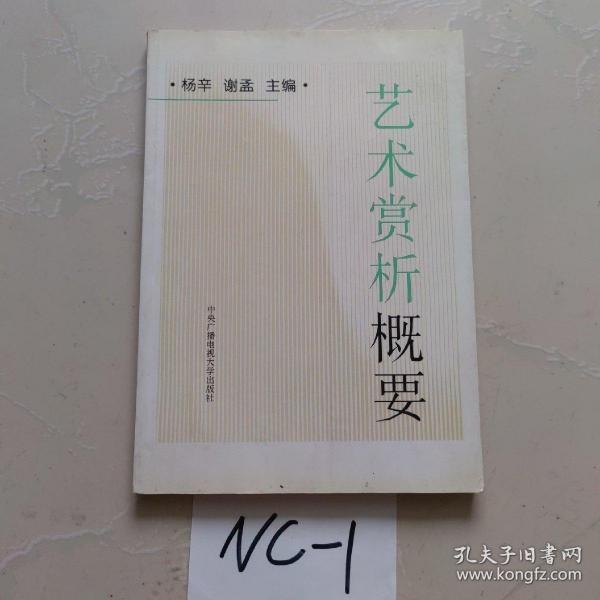 ·杨辛 谢孟 主编·
艺术赏析概要
中央广播电视大学出版社
NC-1
孔夫子旧書网
www.kongfz.com